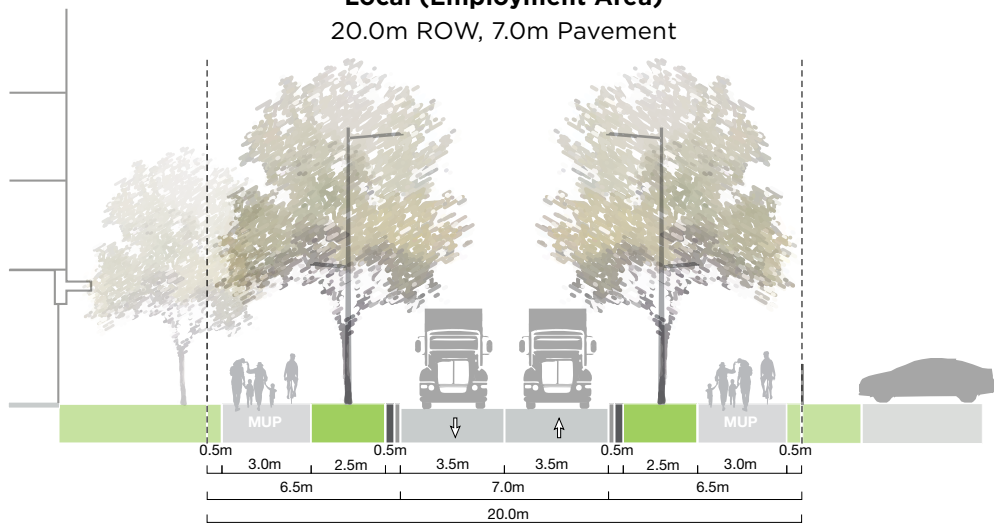 Local (Employment Area)
20.0m ROW, 7.0m Pavement
MUP MUP
0.5m 0.5m 0.5m 0.5m
3.0m 2.5m 3.5m 3.5m 2.5m 3.0m
6.5m 7.0m 6.5m
20.0m